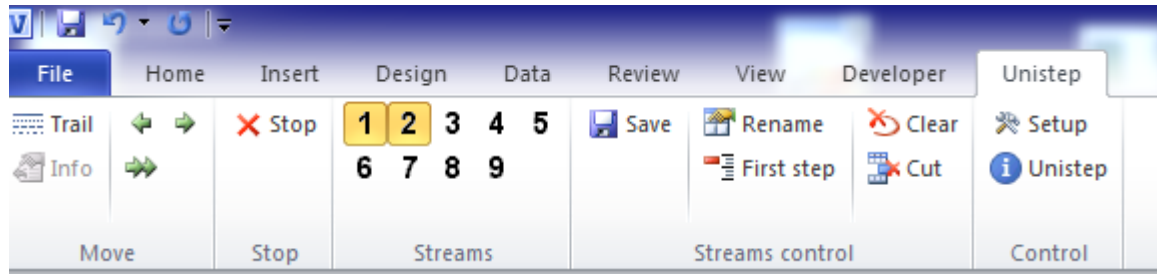 V
File Home Insert Design Data Review View Developer Unistep
Trail Stop 1 2 3 4 5 Save Rename Clear Setup
Info 6 7 8 9 First step Cut i Unistep
Move Stop Streams Streams control Control